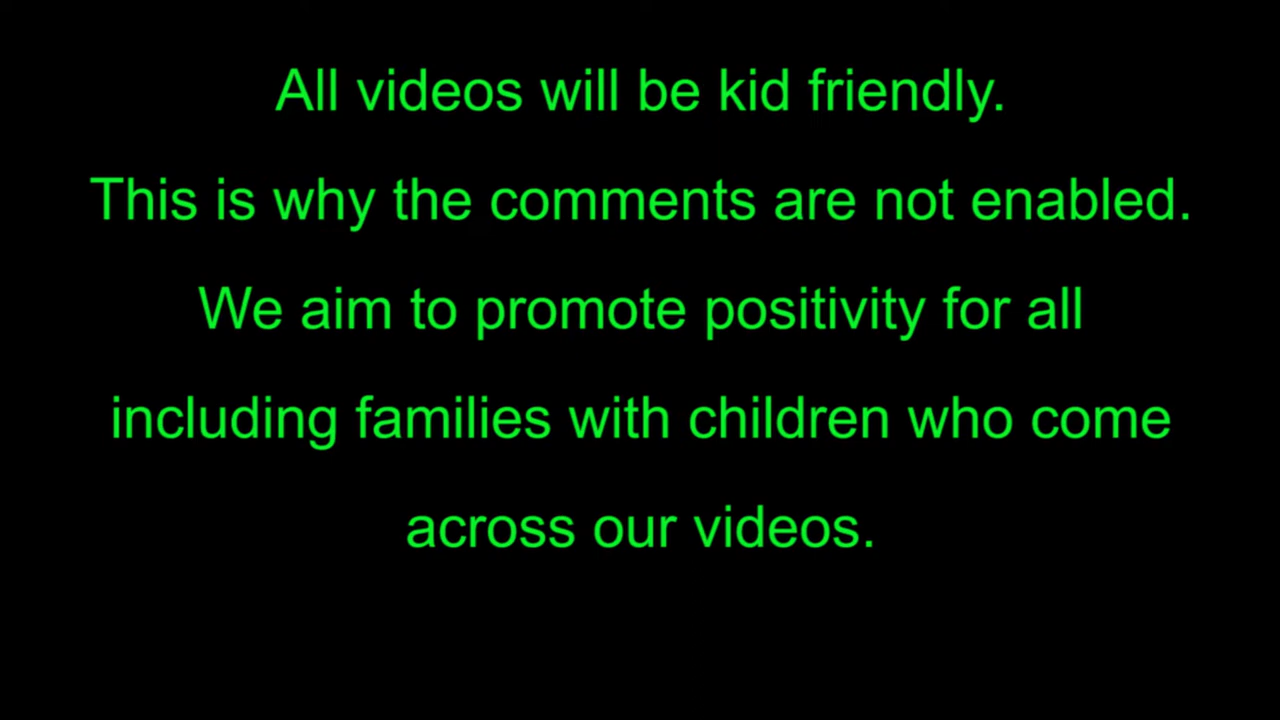 All videos will be kid friendly.
This is why the comments are not enabled.
We aim to promote positivity for all
including families with children who come
across our videos.